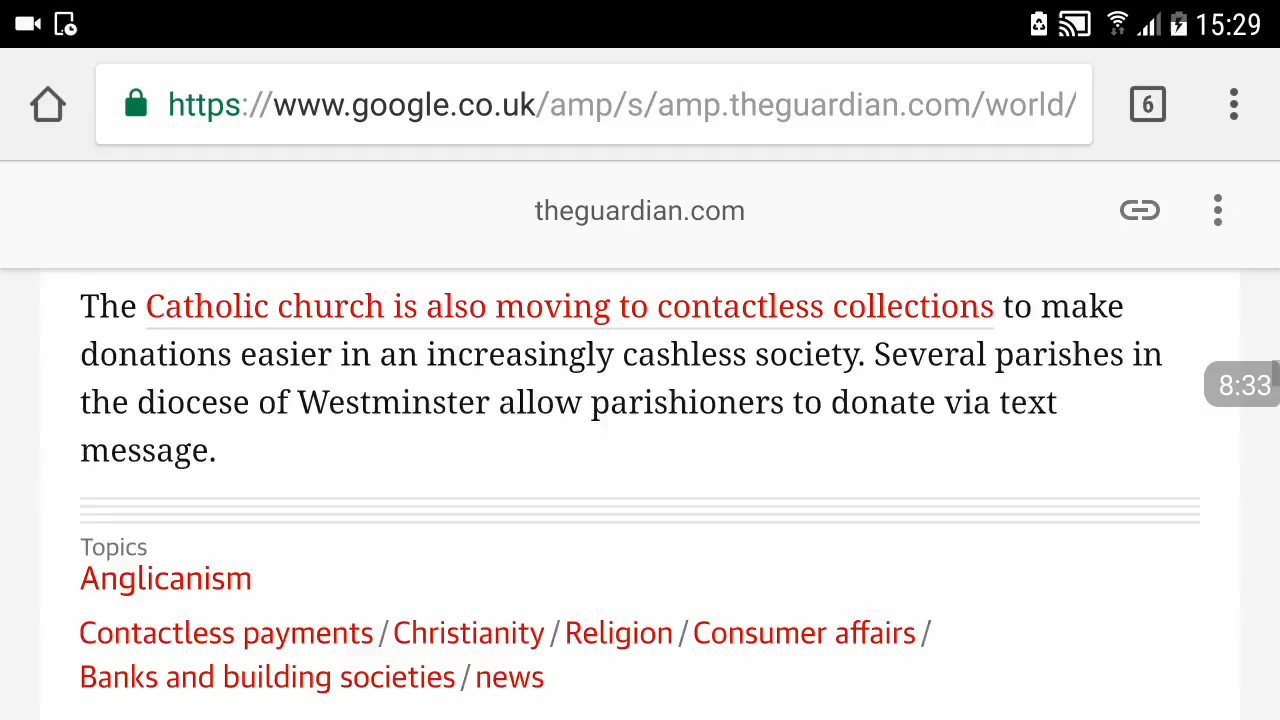 15:29
https://www.google.co.uk/amp/s/amp.theguardian.com/world/
6
theguardian.com
The Catholic church is also moving to contactless collections to make
donations easier in an increasingly cashless society. Several parishes in
8:33
the diocese of Westminster allow parishioners to donate via text
message.
Topics
Anglicanism
Contactless payments / Christianity / Religion / Consumer affairs /
Banks and building societies / news